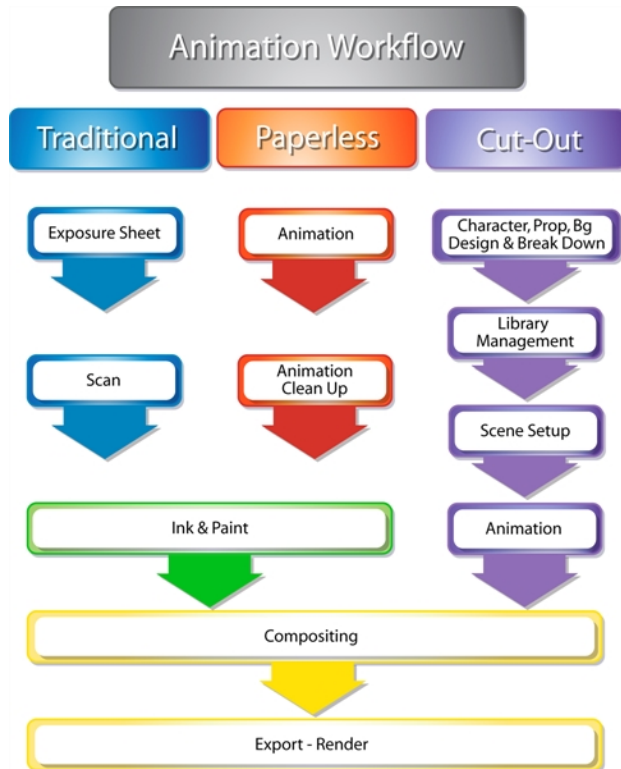 Animation Workflow
Traditional
Paperless
Cut-Out
Exposure Sheet
Animation
Character, Prop, Bg
Design & Break Down
Library
Management
Scan
Animation
Clean Up
Scene Setup
Ink & Paint
Animation
Compositing
Export - Render